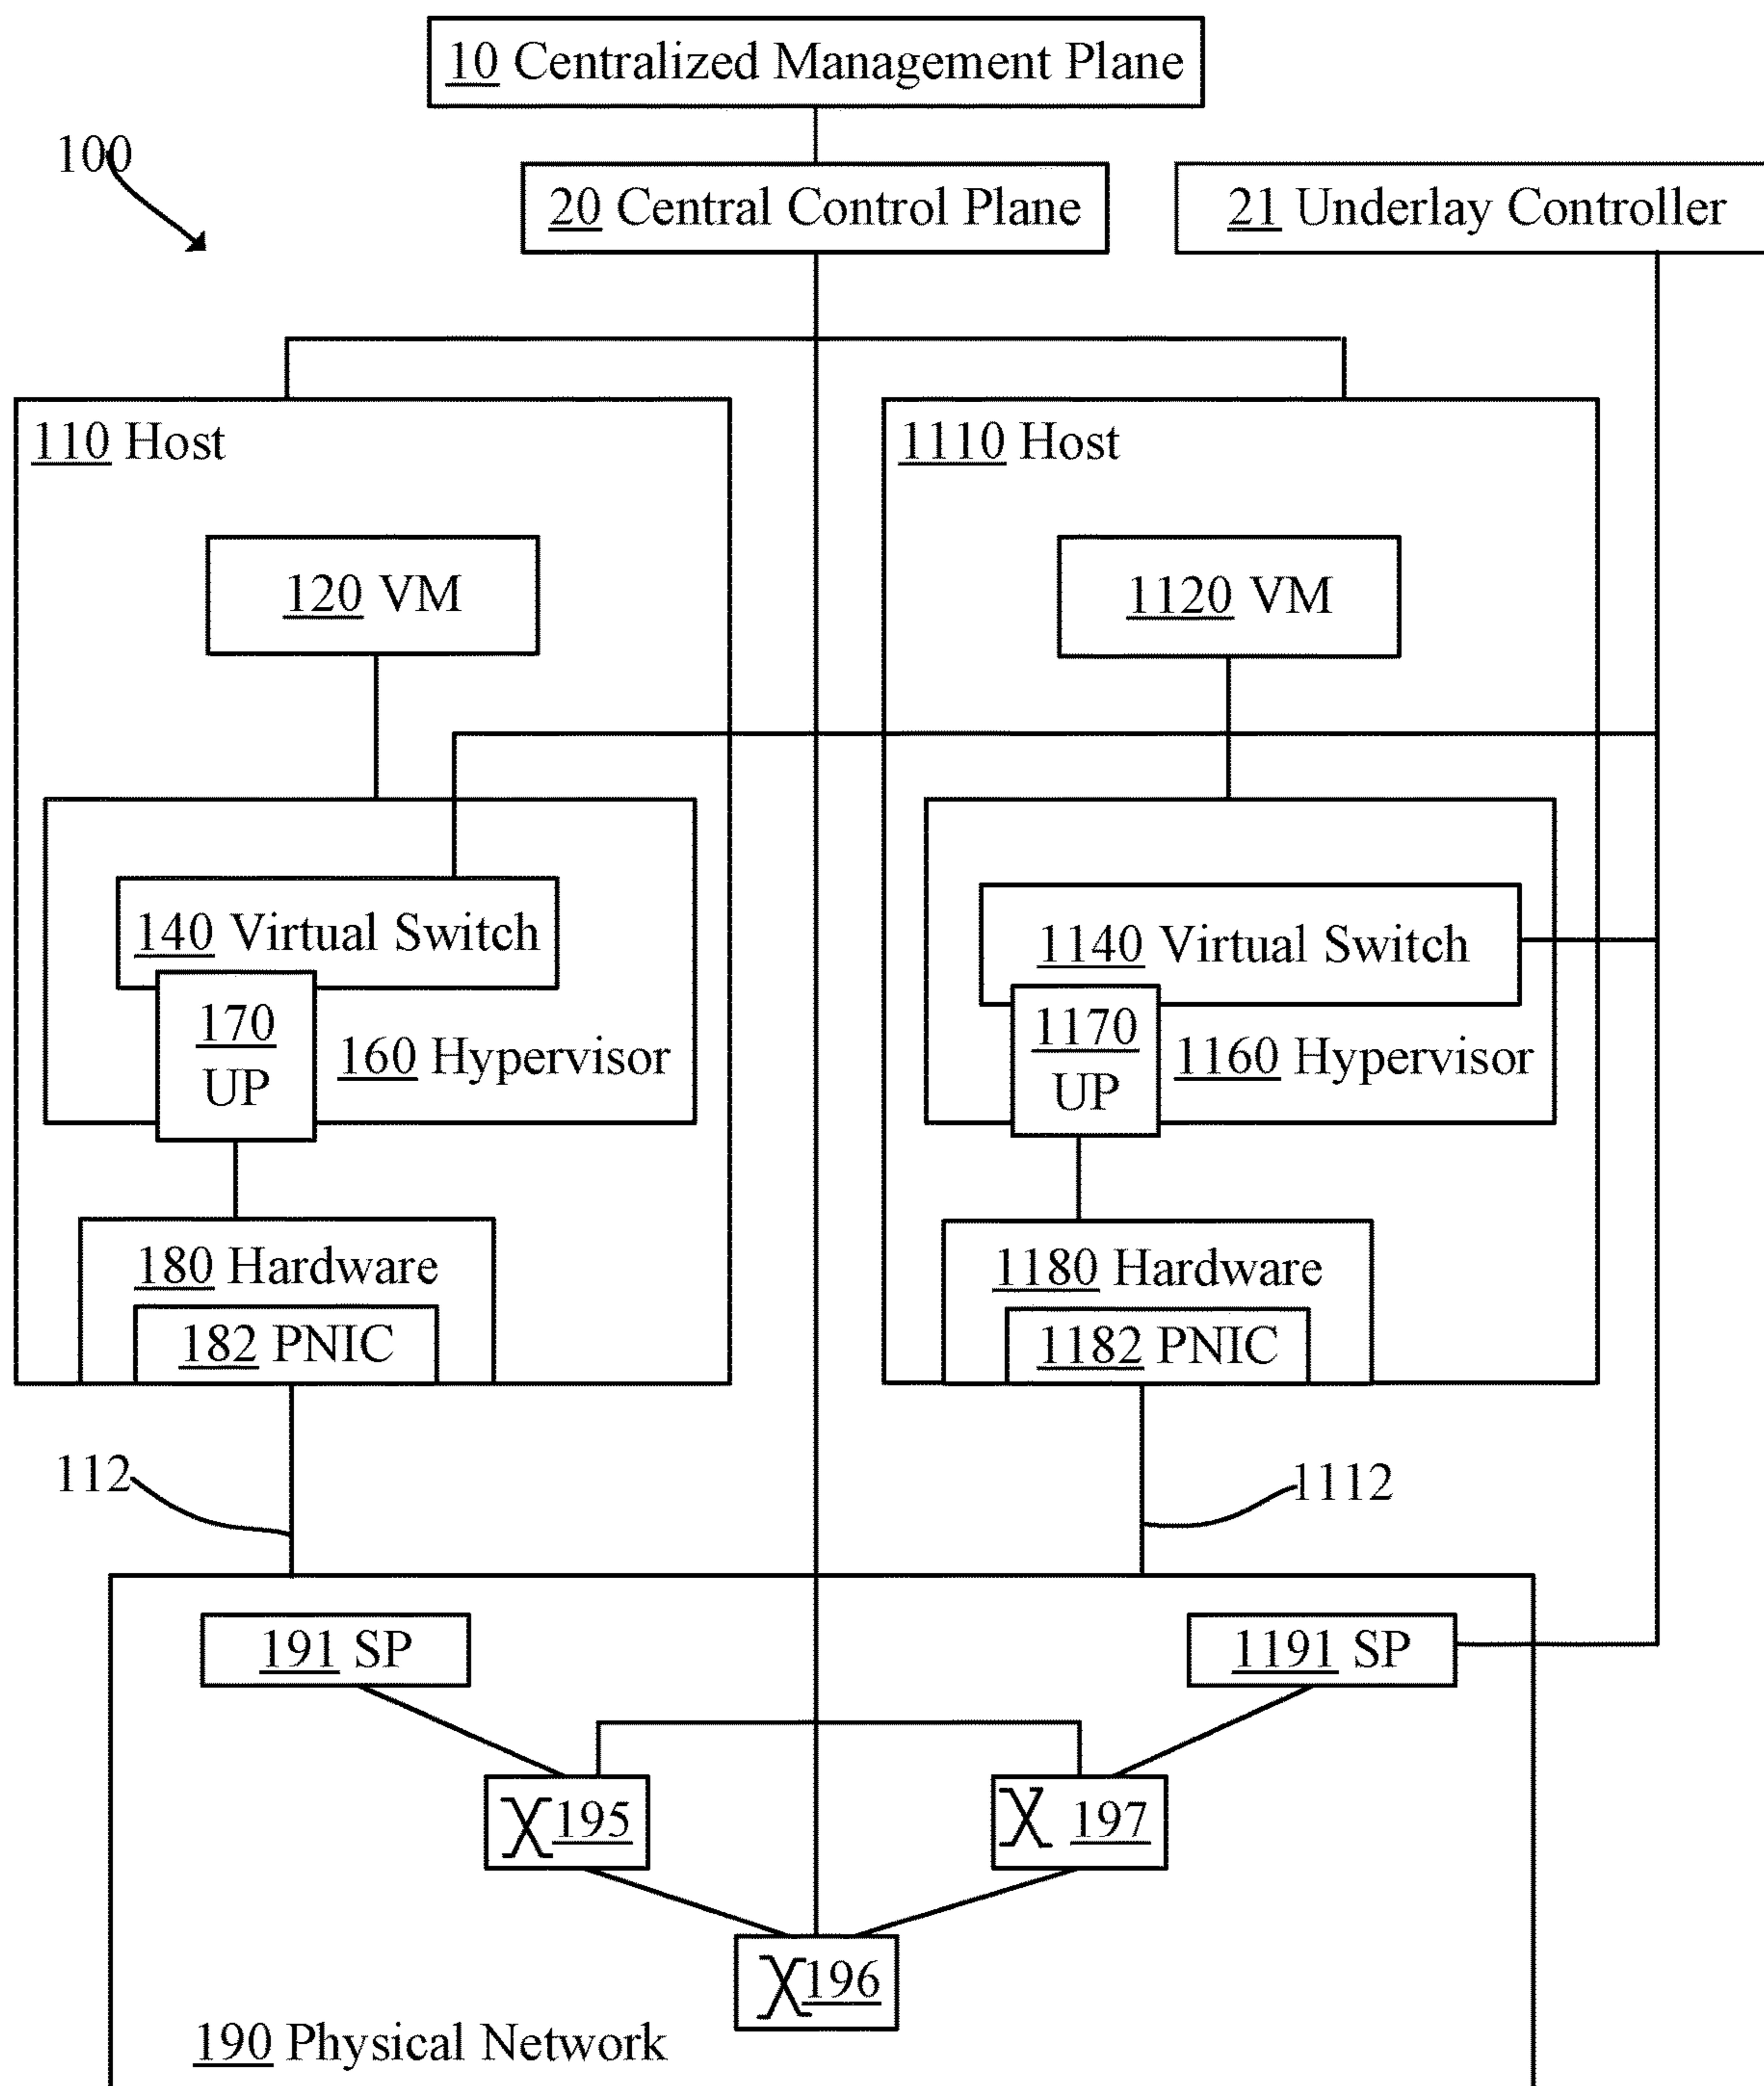 10 Centralized Management Plane
100
20 Central Control Plane
21 Underlay Controller
110 Host
1110 Host
120 VM
1120 VM
140 Virtual Switch
1140 Virtual Switch
170
UP
160 Hypervisor
1170
UP
1160 Hypervisor
180 Hardware
1180 Hardware
182 PNIC
1182 PNIC
112
1112
191 SP
1191 SP
195
197
196
190 Physical Network